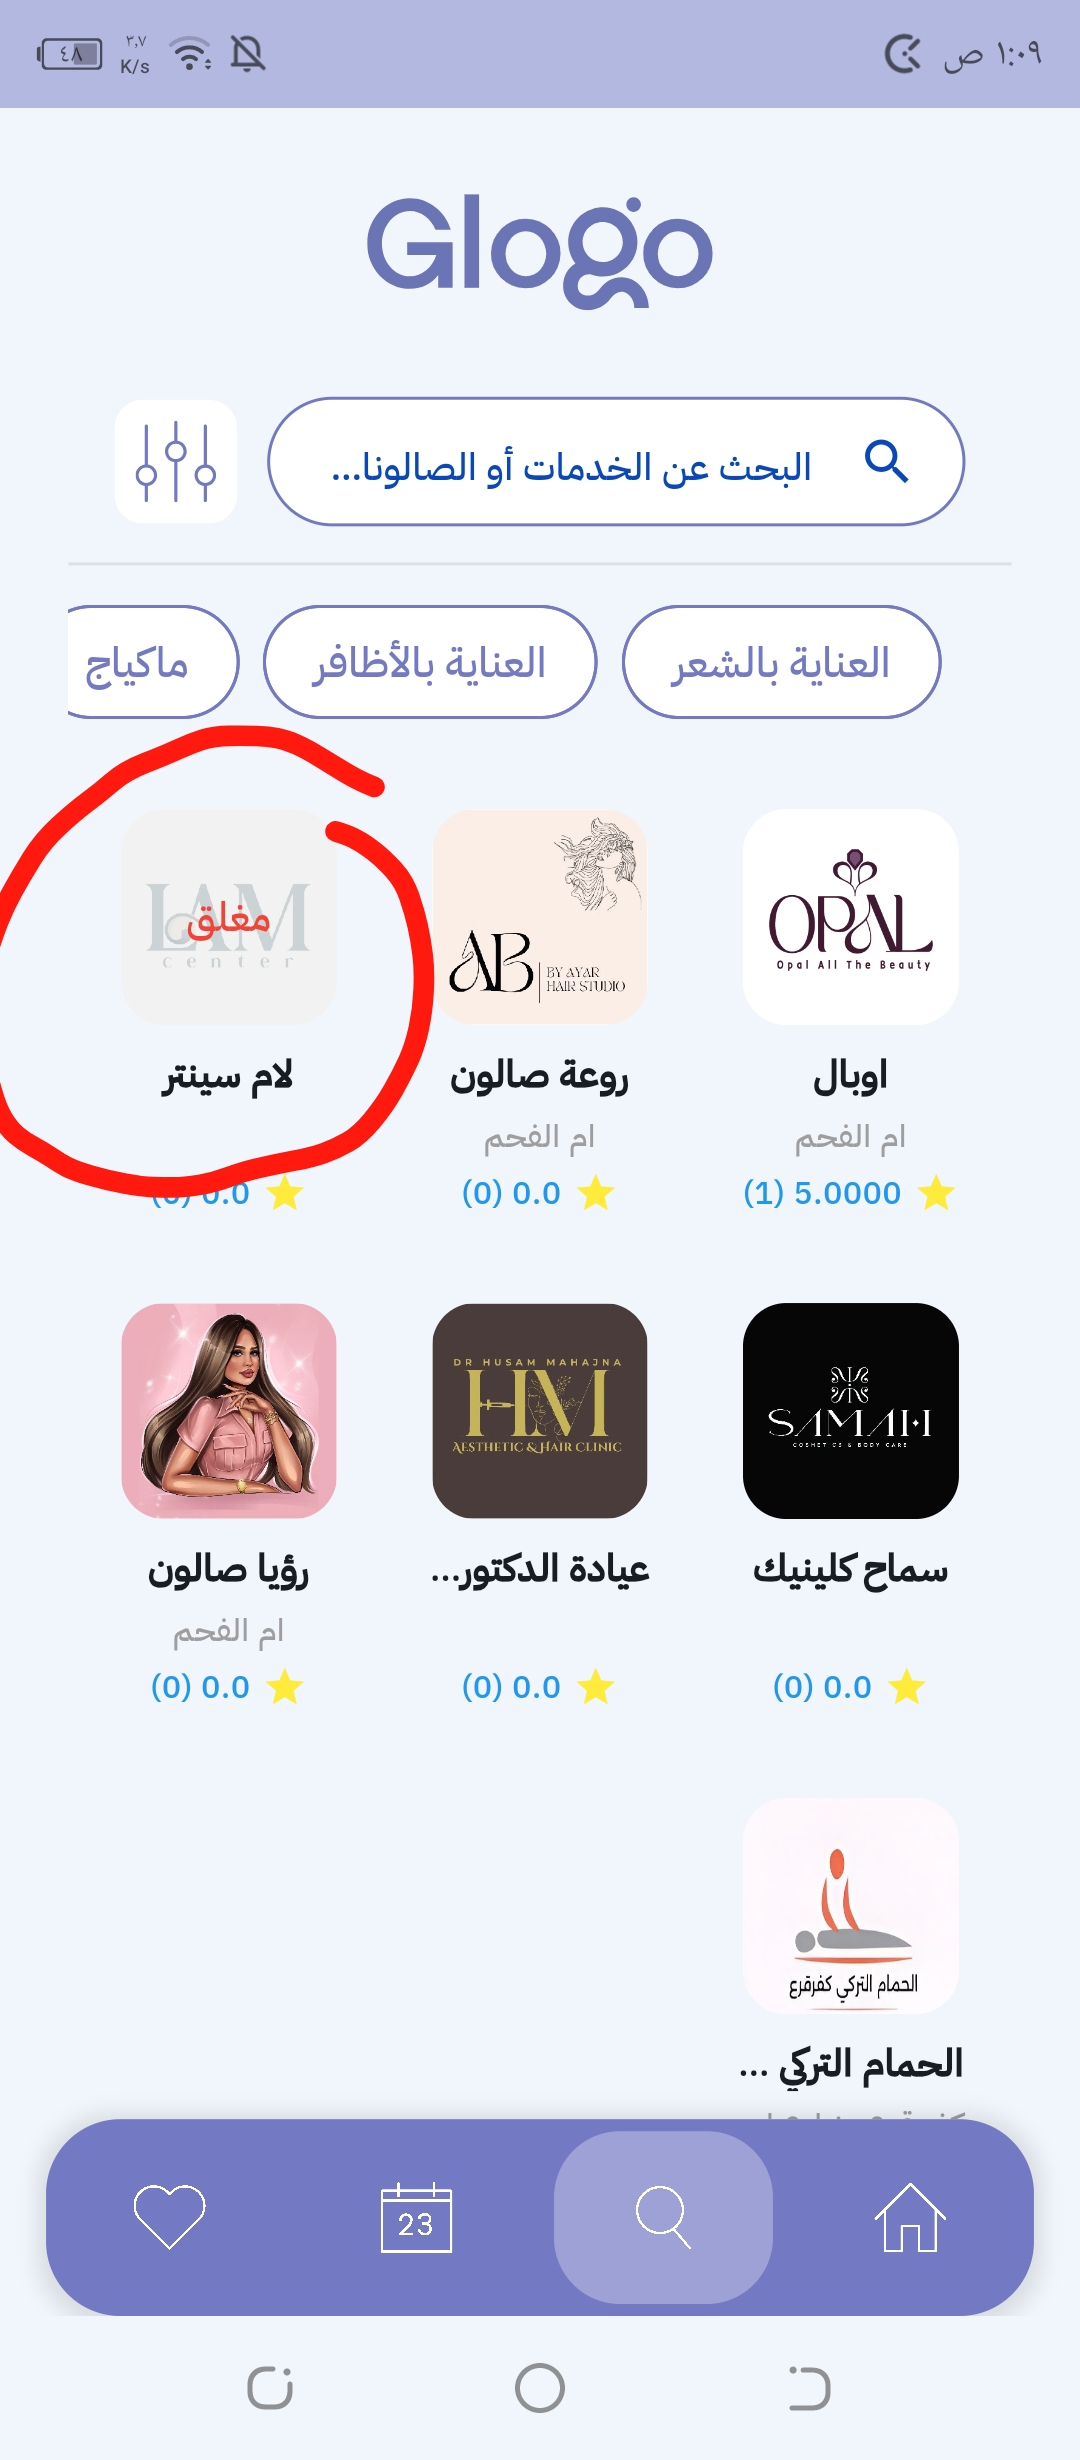 ١:٠٩ ص
٣,٧
K/s
٤٨
Glogo
البحث عن الخدمات أو الصالونا...
العناية بالشعر
العناية بالأظافر
ماكياج
OPAL
Opal All The Beauty
اوبال
ام الفحم
5.0000 (1)
AB
BY AYAR
HAIR STUDIO
روعة صالون
ام الفحم
0.0 (0)
LAM
center
مغلق
لام سينتر
0.0 (0)
SAMAH
COSMETICS & BODY CARE
سماح كلينيك
0.0 (0)
DR HUSAM MAHAJNA
HM
AESTHETIC & HAIR CLINIC
عيادة الدكتور...
0.0 (0)
رؤيا صالون
ام الفحم
0.0 (0)
الحمام التركي كفرقرع
الحمام التركي ...
23